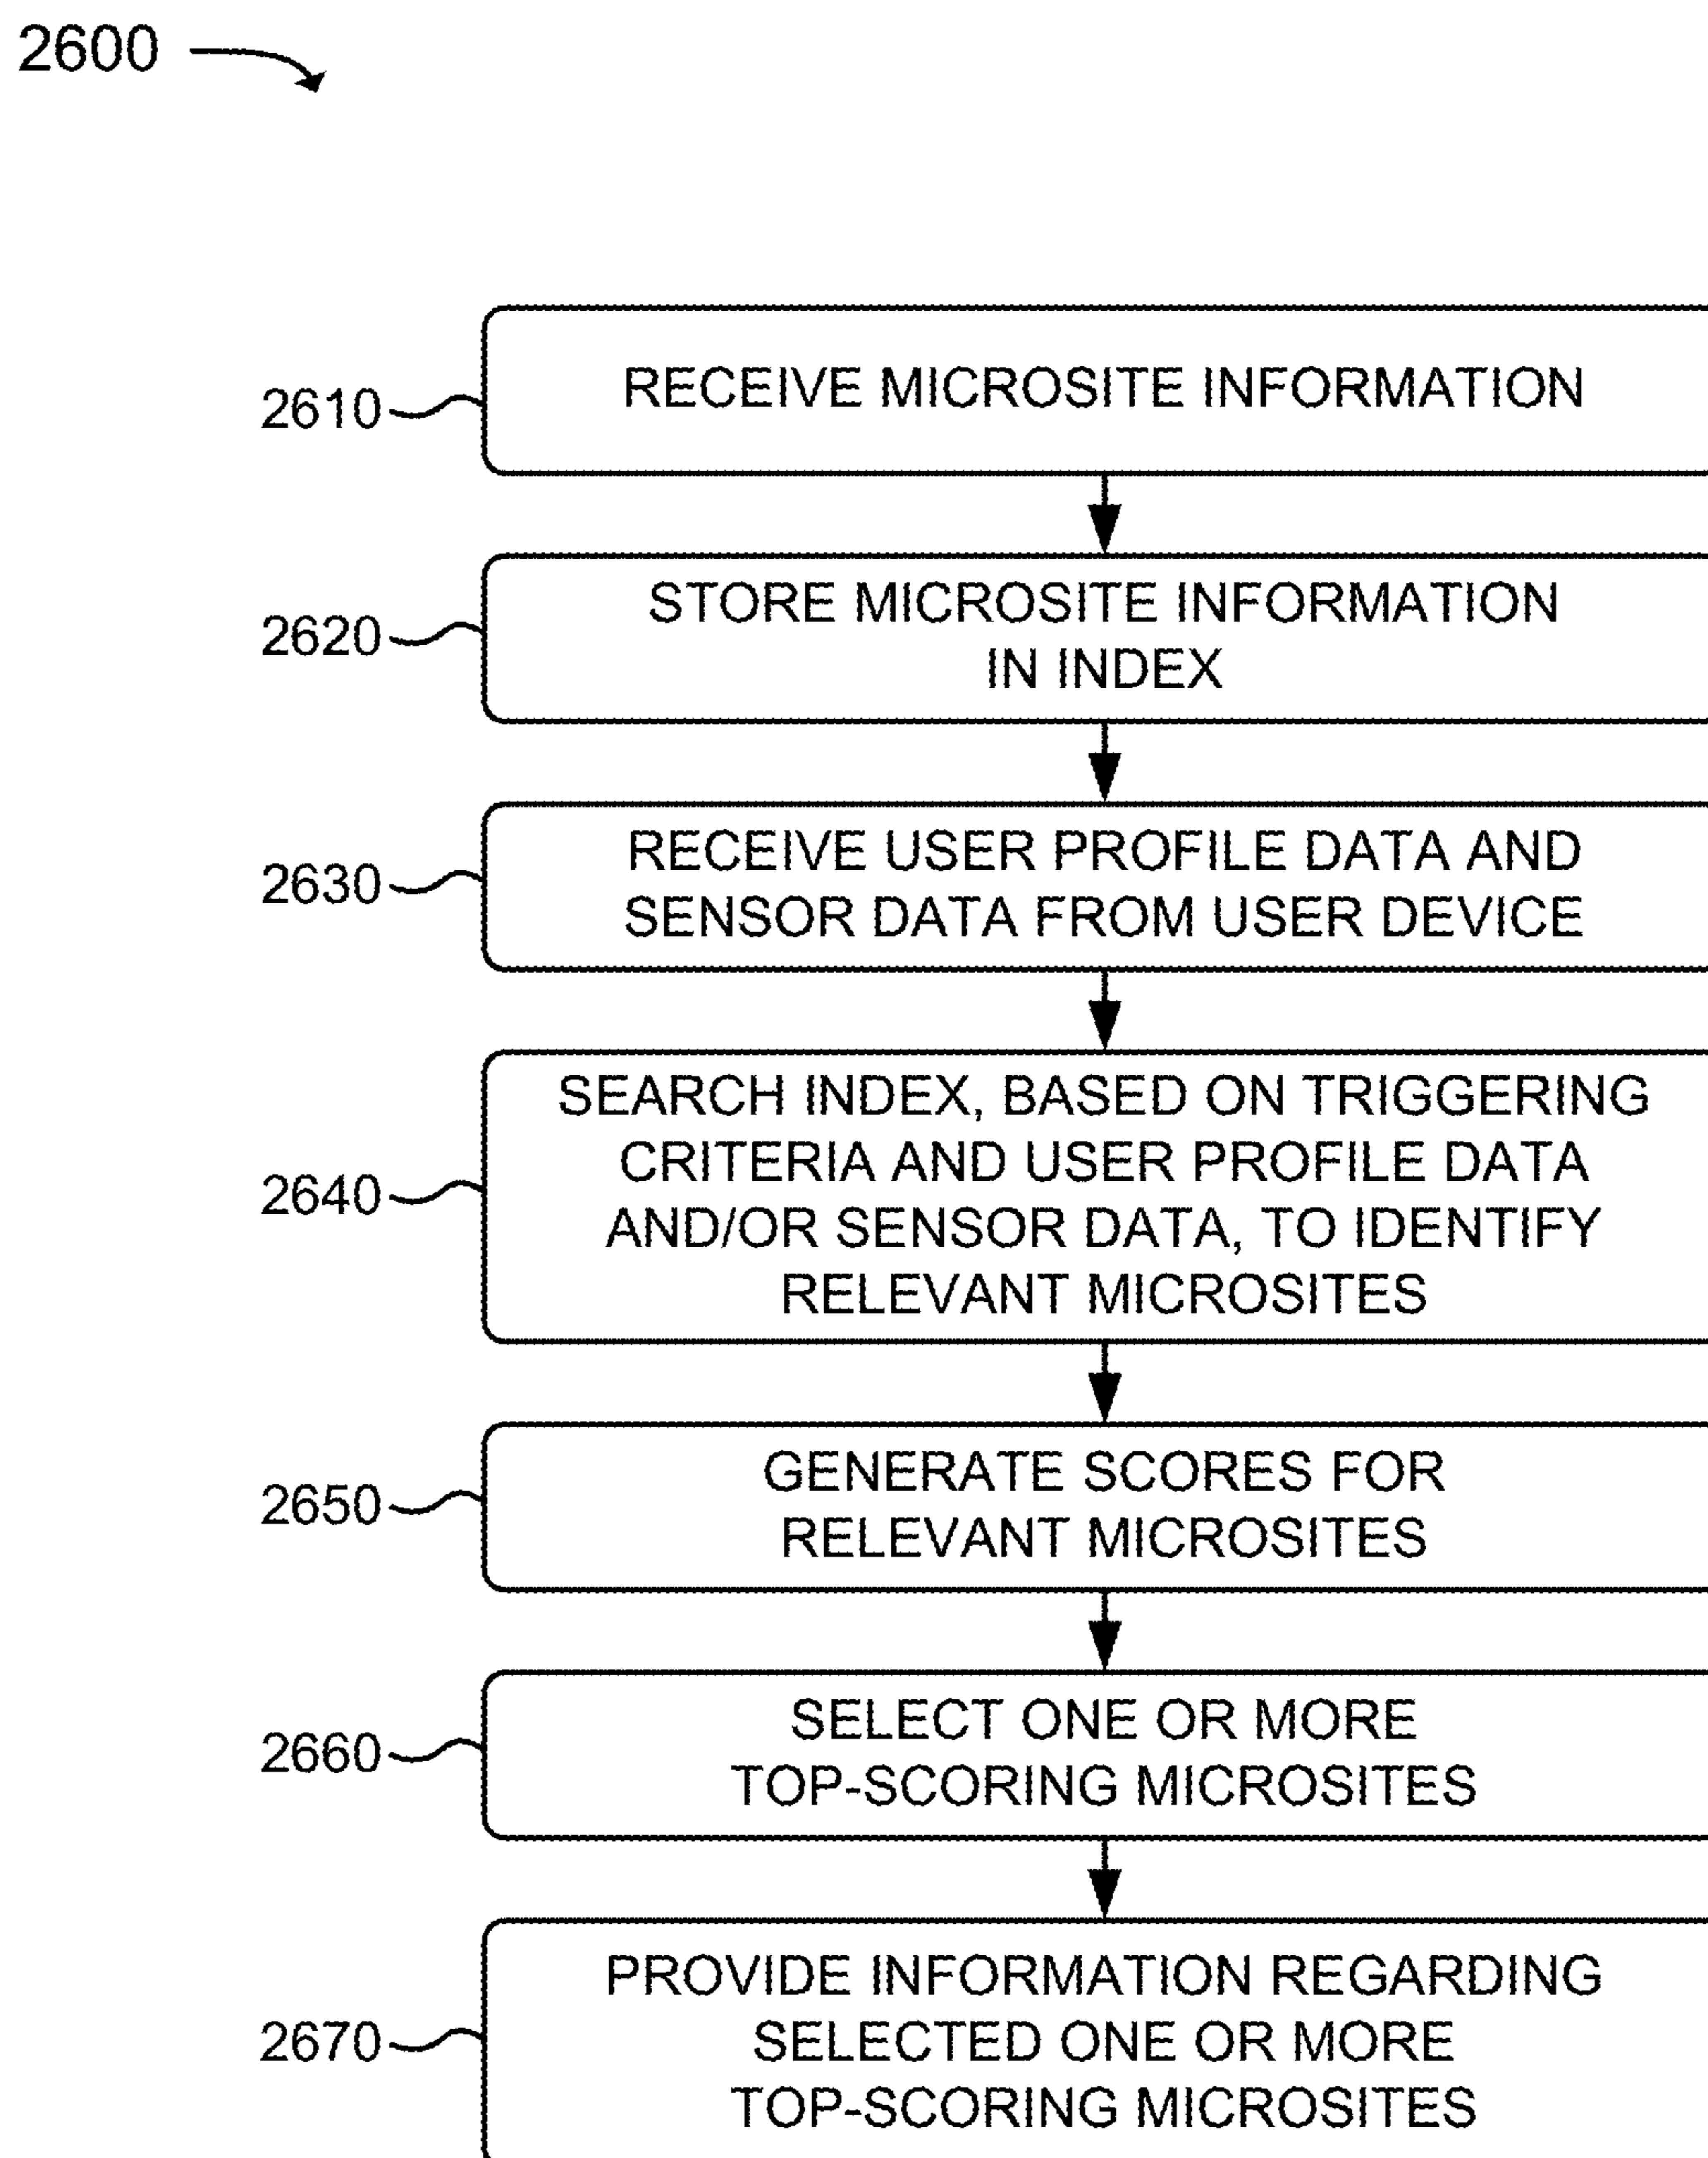 2600
2610
RECEIVE MICROSITE INFORMATION
2620
STORE MICROSITE INFORMATION
IN INDEX
2630
RECEIVE USER PROFILE DATA AND
SENSOR DATA FROM USER DEVICE
2640
SEARCH INDEX, BASED ON TRIGGERING
CRITERIA AND USER PROFILE DATA
AND/OR SENSOR DATA, TO IDENTIFY
RELEVANT MICROSITES
2650
GENERATE SCORES FOR
RELEVANT MICROSITES
2660
SELECT ONE OR MORE
TOP-SCORING MICROSITES
2670
PROVIDE INFORMATION REGARDING
SELECTED ONE OR MORE
TOP-SCORING MICROSITES